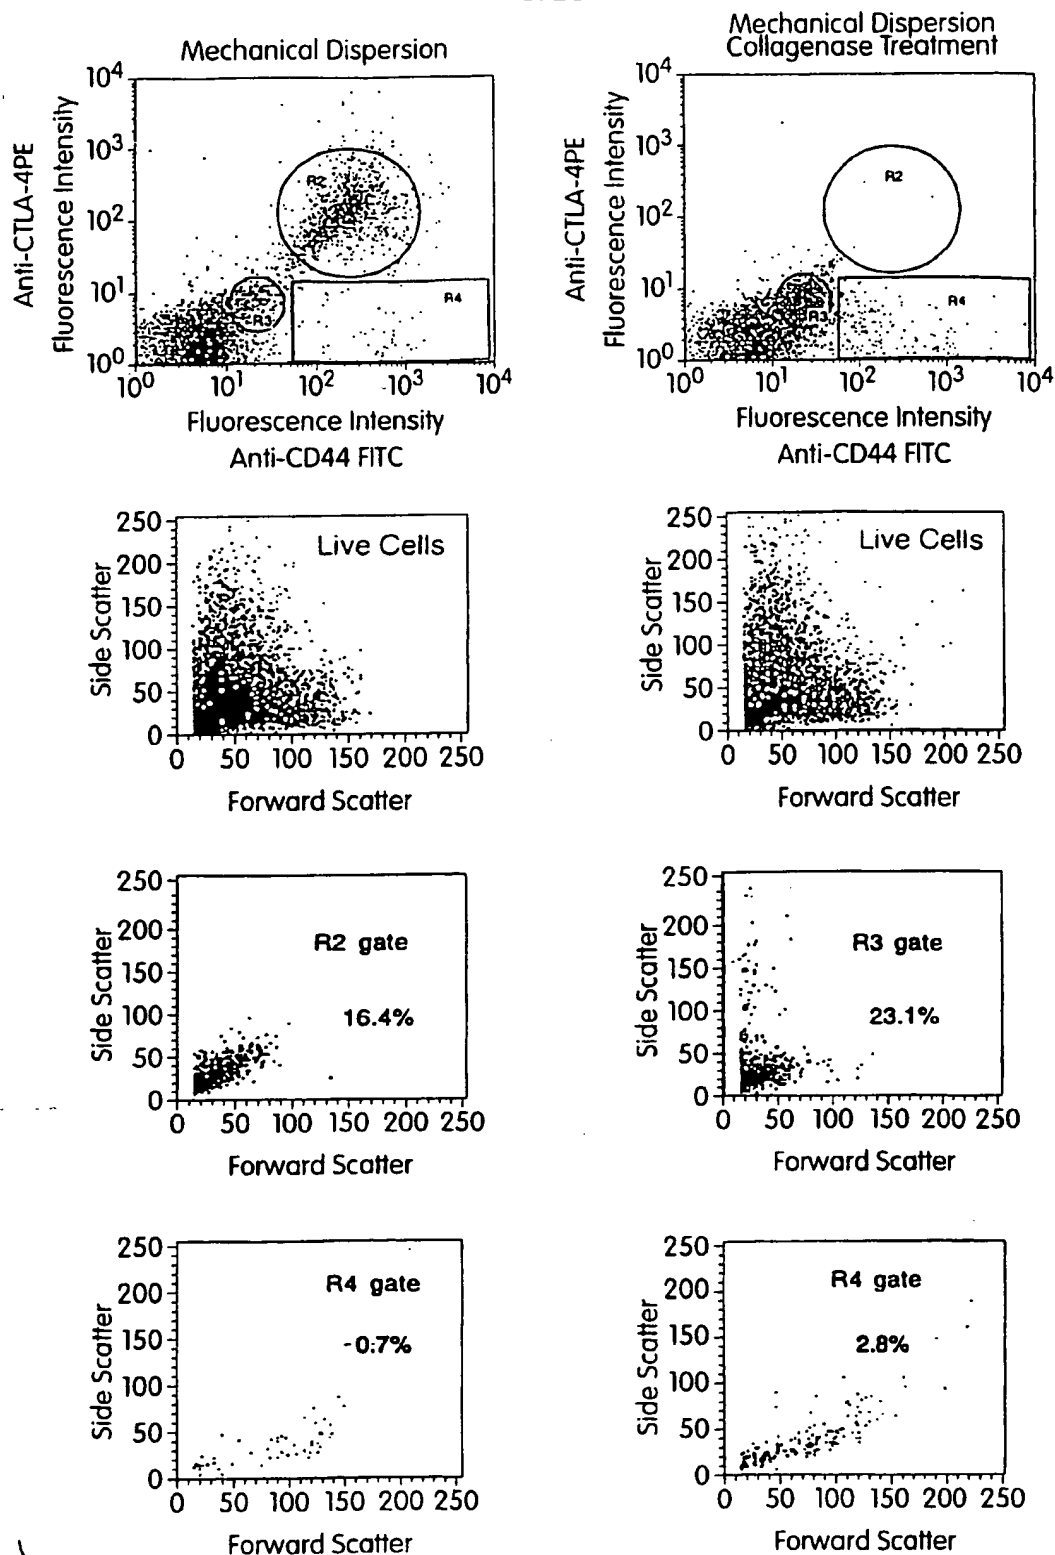 Mechanical Dispersion
10⁴
10³
10²
10¹
10⁰
Anti-CTLA-4PE
Fluorescence Intensity
R2
R3
R4
10⁰ 10¹ 10² 10³ 10⁴
Fluorescence Intensity
Anti-CD44 FITC
Mechanical Dispersion
Collagenase Treatment
10⁴
10³
10²
10¹
10⁰
Anti-CTLA-4PE
Fluorescence Intensity
R2
R3
R4
10⁰ 10¹ 10² 10³ 10⁴
Fluorescence Intensity
Anti-CD44 FITC
250
200
150
100
50
0
Side Scatter
Live Cells
0 50 100 150 200 250
Forward Scatter
250
200
150
100
50
0
Side Scatter
Live Cells
0 50 100 150 200 250
Forward Scatter
250
200
150
100
50
0
Side Scatter
R2 gate
16.4%
0 50 100 150 200 250
Forward Scatter
250
200
150
100
50
0
Side Scatter
R3 gate
23.1%
0 50 100 150 200 250
Forward Scatter
250
200
150
100
50
0
Side Scatter
R4 gate
-0.7%
0 50 100 150 200 250
Forward Scatter
250
200
150
100
50
0
Side Scatter
R4 gate
2.8%
0 50 100 150 200 250
Forward Scatter